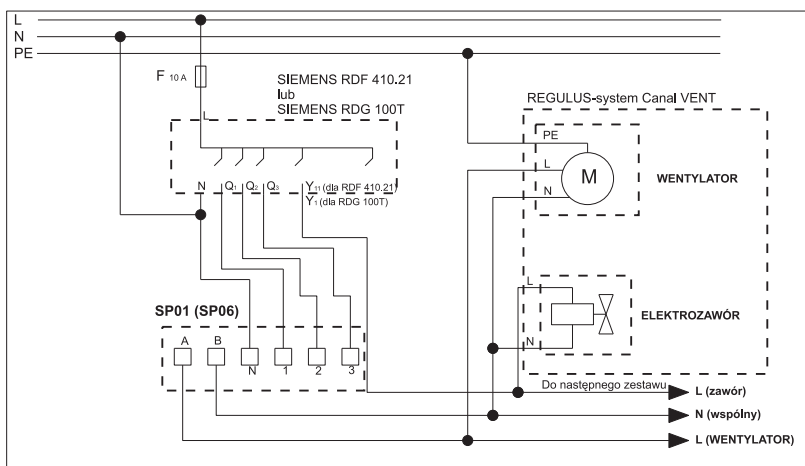 L
N
PE
F 10 A
SIEMENS RDF 410.21
lub
SIEMENS RDG 100T
L
N Q1 Q2 Q3 Y11 (dla RDF 410.21)
Y1 (dla RDG 100T)
REGULUS-system Canal VENT
PE
L
N
M
WENTYLATOR
L
N
ELEKTROZAWÓR
SP01 (SP06)
A B N 1 2 3
Do następnego zestawu
L (zawór)
N (wspólny)
L (WENTYLATOR)